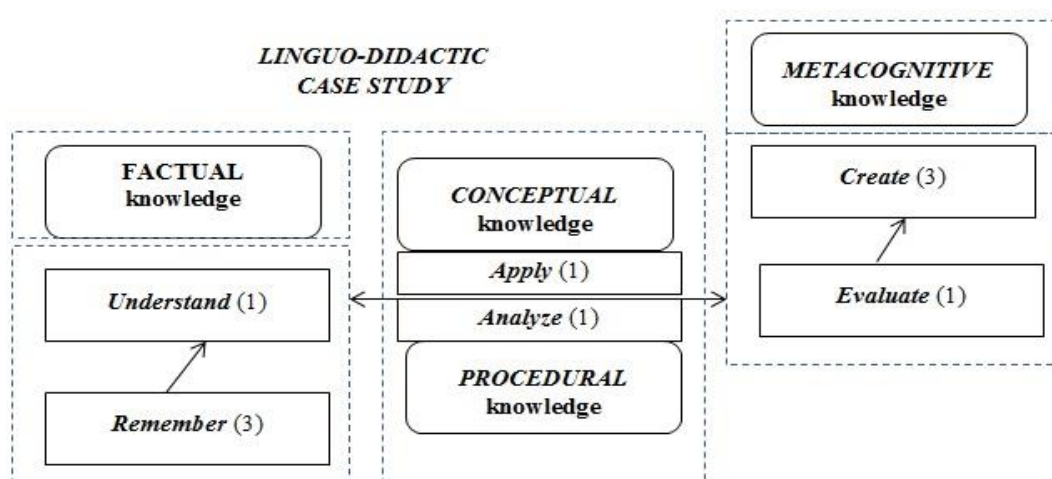 LINGUO-DIDACTIC
CASE STUDY
METACOGNITIVE
knowledge
FACTUAL
knowledge
CONCEPTUAL
knowledge
Create (3)
Apply (1)
Understand (1)
Analyze (1)
Evaluate (1)
PROCEDURAL
knowledge
Remember (3)